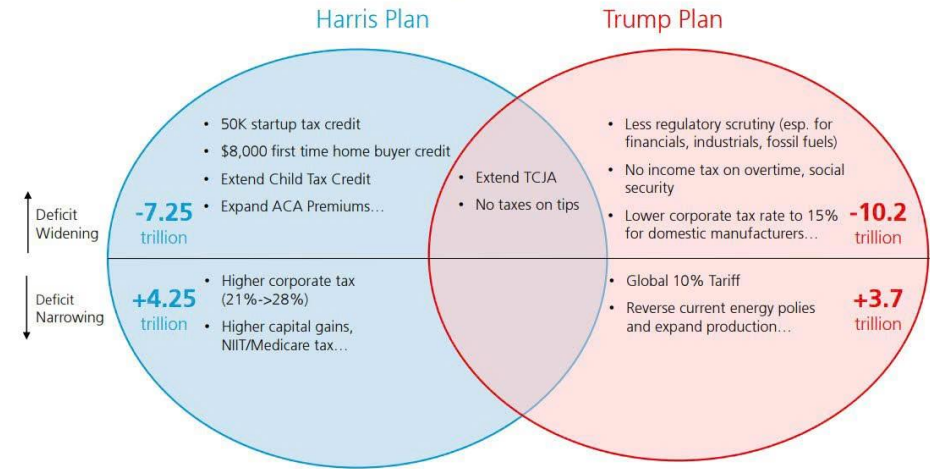 Harris Plan
Trump Plan
• 50K startup tax credit
• $8,000 first time home buyer credit
• Extend Child Tax Credit
• Expand ACA Premiums...
• Extend TCJA
• No taxes on tips
• Less regulatory scrutiny (esp. for
financials, industrials, fossil fuels)
• No income tax on overtime, social
security
• Lower corporate tax rate to 15%
for domestic manufacturers...
Deficit
Widening
-7.25
trillion
-10.2
trillion
Deficit
Narrowing
+4.25
trillion
• Higher corporate tax
(21%->28%)
• Higher capital gains,
NIIT/Medicare tax...
• Global 10% Tariff
• Reverse current energy polies
and expand production...
+3.7
trillion